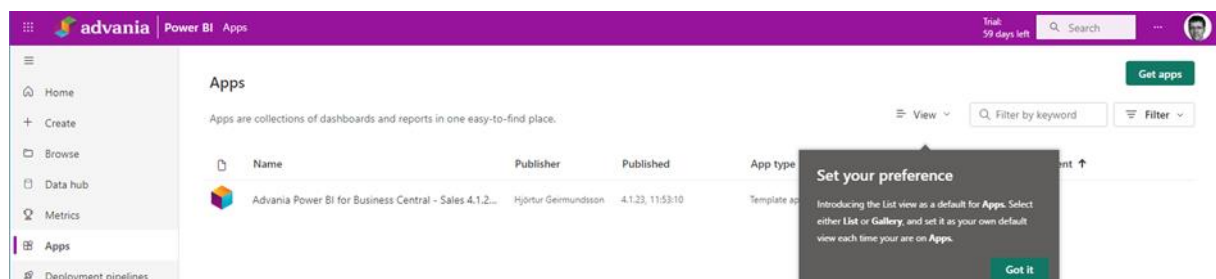 advania Power BI Apps
Trial:
59 days left
Search
Home
Create
Browse
Data hub
Metrics
Apps
Deployment pipelines
Apps
Get apps
Apps are collections of dashboards and reports in one easy-to-find place.
View
Filter by keyword
Filter
Name Publisher Published App type ent ↑
Advania Power BI for Business Central - Sales 4.1.2... Hjörtur Geirmundsson 4.1.23, 11:53:10 Template ap
Set your preference
Introducing the List view as a default for Apps. Select
either List or Gallery, and set it as your own default
view each time your are on Apps.
Got it